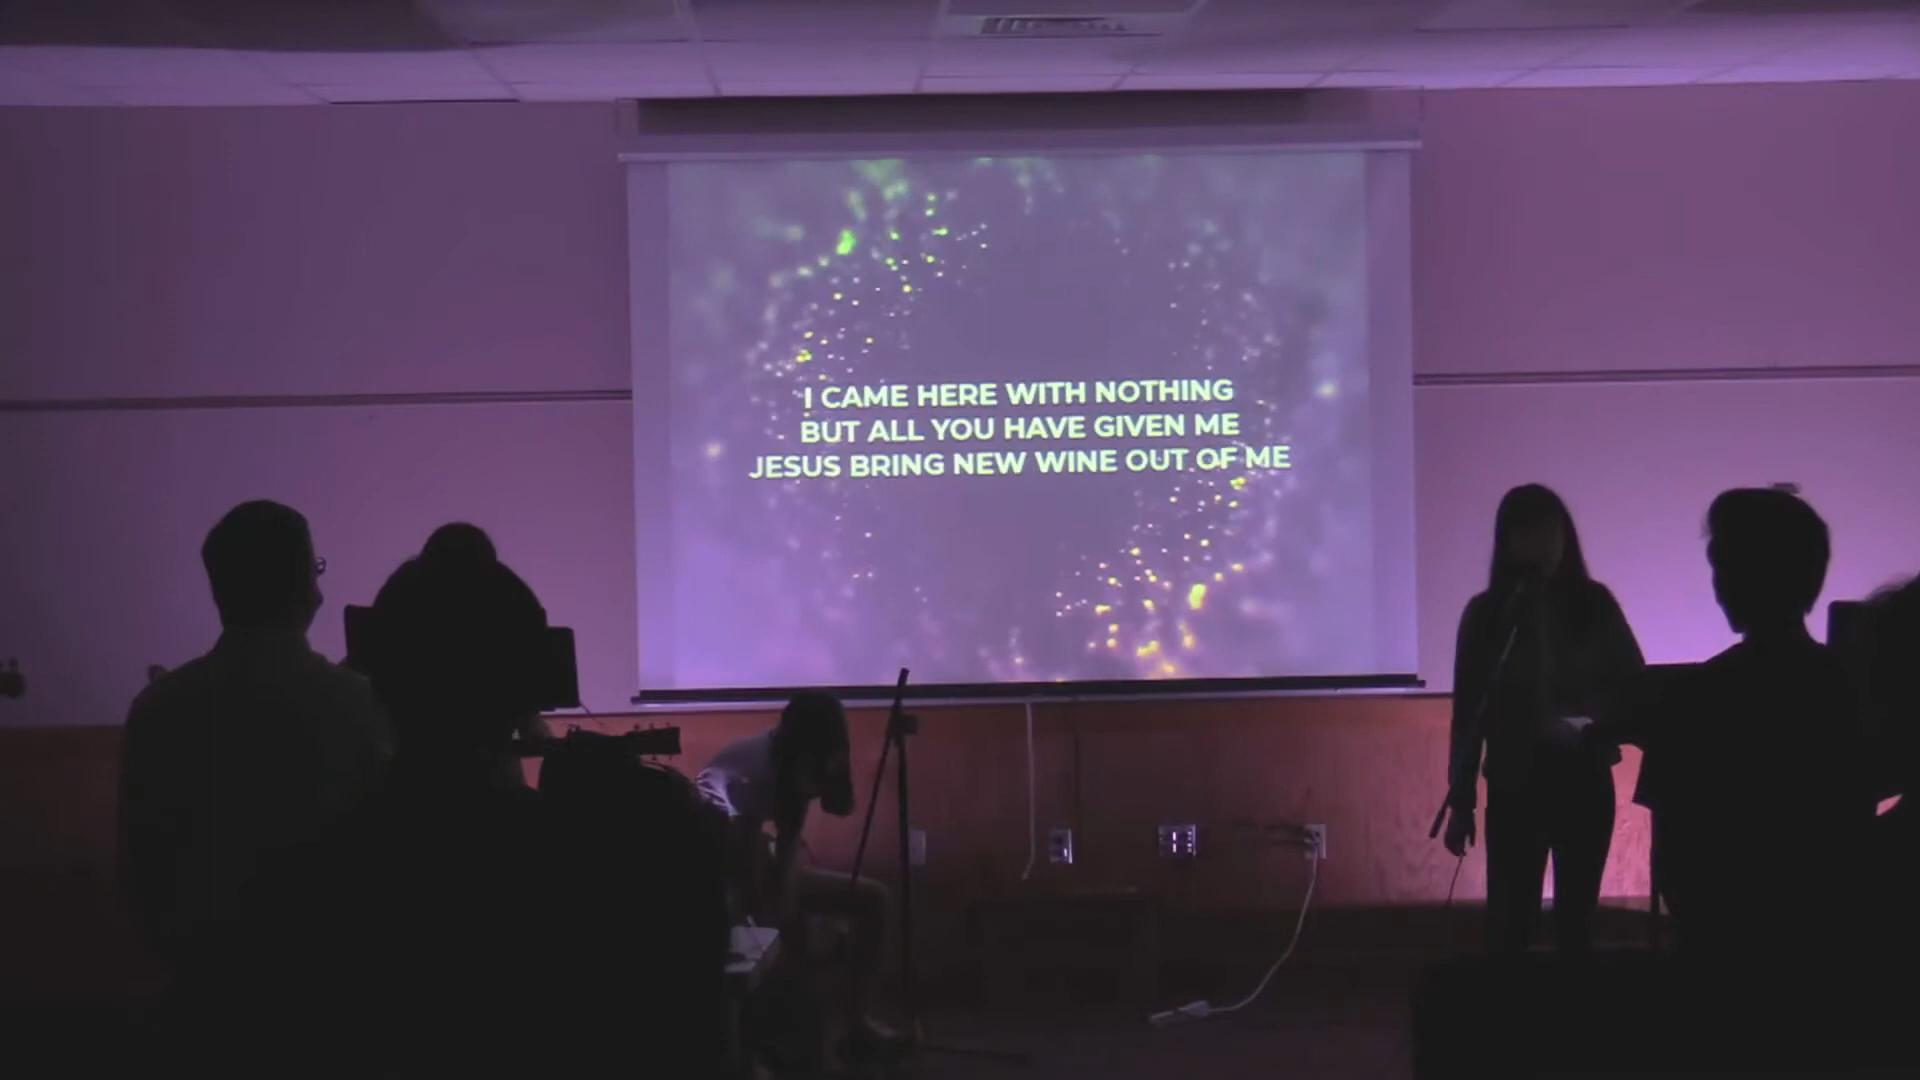 I CAME HERE WITH NOTHING
BUT ALL YOU HAVE GIVEN ME
JESUS BRING NEW WINE OUT OF ME